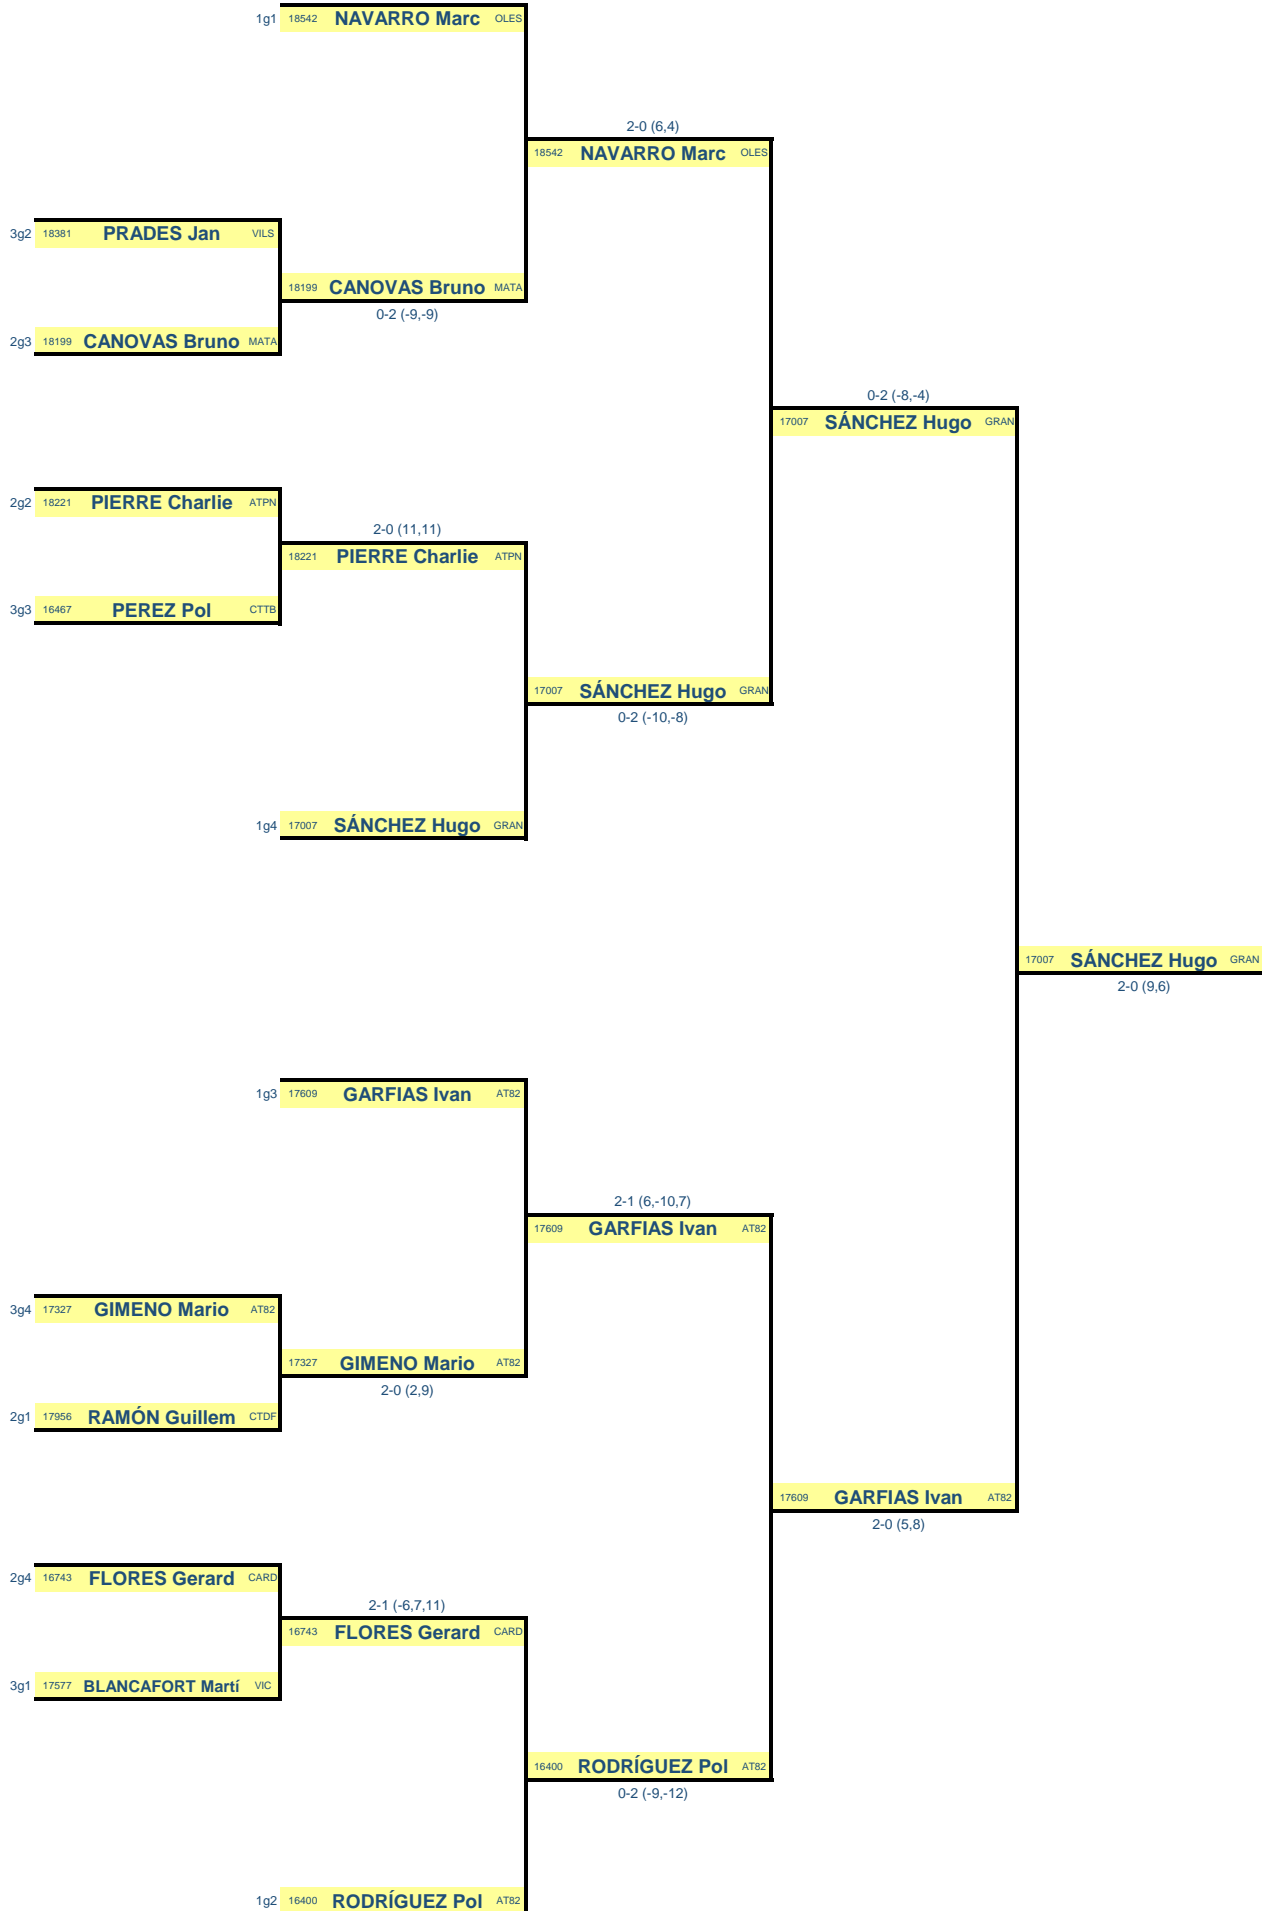 1g1 18542 NAVARRO Marc OLES
2-0 (6,4)
18542 NAVARRO Marc OLES
3g2 18381 PRADES Jan VILS
18199 CANOVAS Bruno MATA
0-2 (-9,-9)
2g3 18199 CANOVAS Bruno MATA
0-2 (-8,-4)
17007 SÁNCHEZ Hugo GRAN
2g2 18221 PIERRE Charlie ATPN
2-0 (11,11)
18221 PIERRE Charlie ATPN
3g3 16467 PEREZ Pol CTTB
17007 SÁNCHEZ Hugo GRAN
0-2 (-10,-8)
1g4 17007 SÁNCHEZ Hugo GRAN
17007 SÁNCHEZ Hugo GRAN
2-0 (9,6)
1g3 17609 GARFIAS Ivan AT82
2-1 (6,-10,7)
17609 GARFIAS Ivan AT82
3g4 17327 GIMENO Mario AT82
17327 GIMENO Mario AT82
2-0 (2,9)
2g1 17956 RAMÓN Guillem CTDF
17609 GARFIAS Ivan AT82
2-0 (5,8)
2g4 16743 FLORES Gerard CARD
2-1 (-6,7,11)
16743 FLORES Gerard CARD
3g1 17577 BLANCAFORT Martí VIC
16400 RODRÍGUEZ Pol AT82
0-2 (-9,-12)
1g2 16400 RODRÍGUEZ Pol AT82